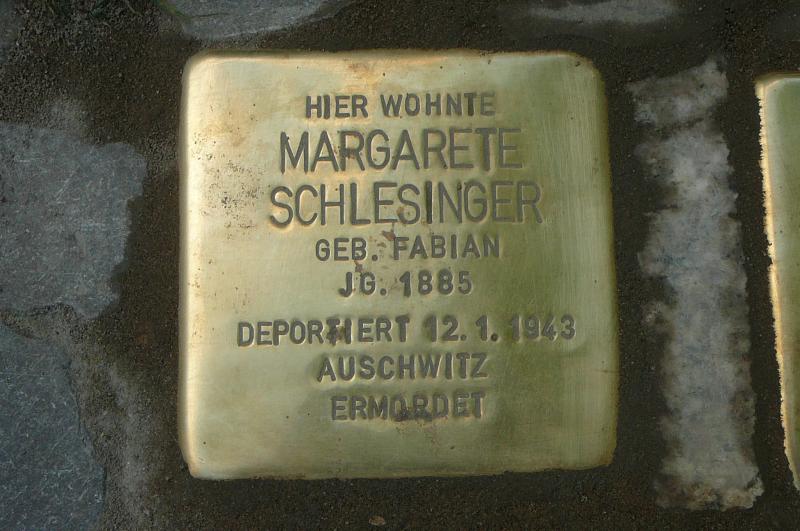 HIER WOHNTE
MARGARETE
SCHLESINGER
GEB. FABIAN
JG. 1885
DEPORTIERT 12.1.1943
AUSCHWITZ
ERMORDET